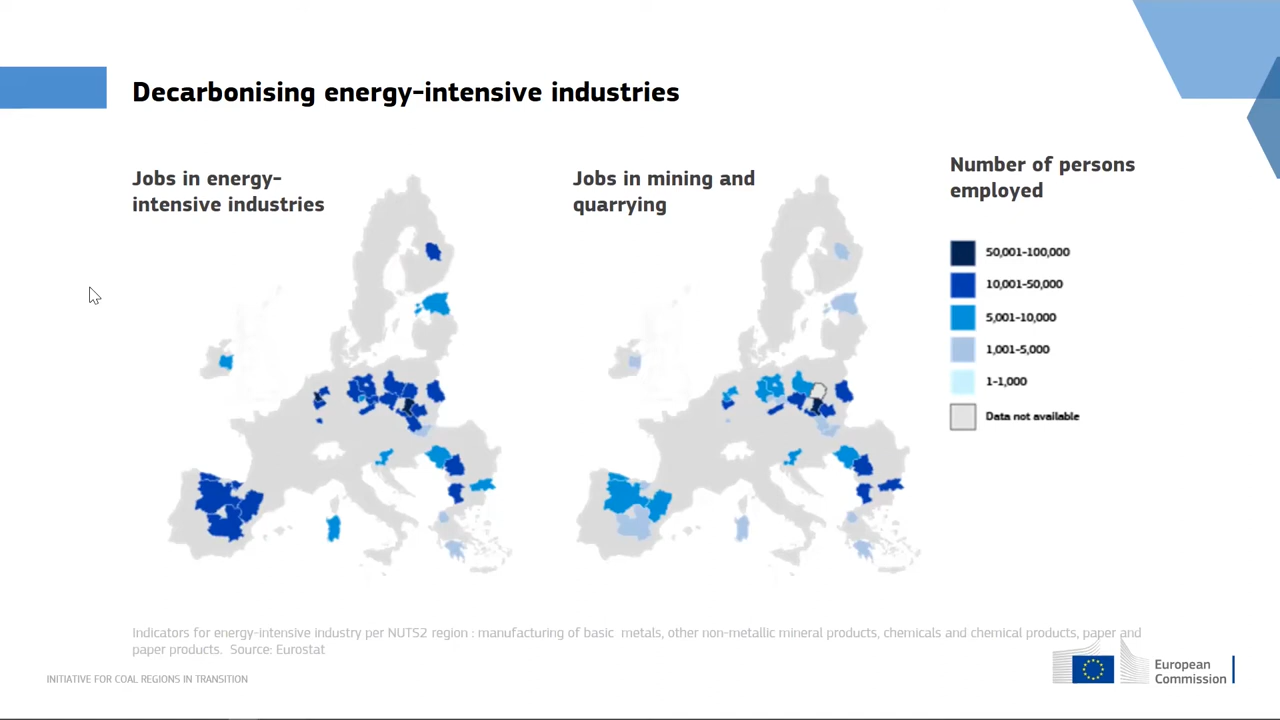 Decarbonising energy-intensive industries
Jobs in energy-
intensive industries
Jobs in mining and
quarrying
Number of persons
employed
50,001-100,000
10,001-50,000
5,001-10,000
1,001-5,000
1-1,000
Data not available
Indicators for energy-intensive industry per NUTS2 region : manufacturing of basic  metals, other non-metallic mineral products, chemicals and chemical products, paper and
paper products.  Source: Eurostat
INITIATIVE FOR COAL REGIONS IN TRANSITION
European
Commission